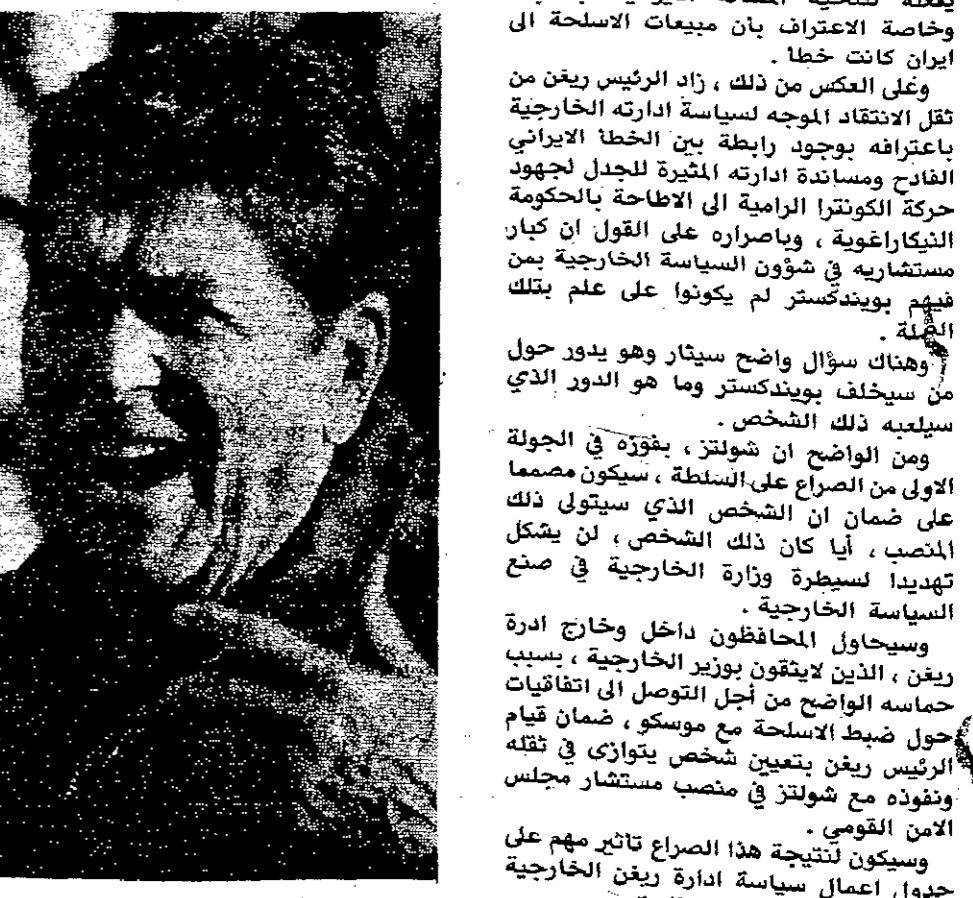 وخاصة الاعتراف بأن مبيعات الاسلحة الى
ايران كانت خطأ .
وعلى العكس من ذلك ، زاد الرئيس ريغن من
ثقل الانتقاد الموجه لسياسة ادارته الخارجية
باعترافه بوجود رابطة بين الخطأ الايراني
الفادح ومساندة ادارته المثيرة للجدل لجهود
حركة الكونترا الرامية الى الاطاحة بالحكومة
النيكاراغوية ، وباصراره على القول ان كبار
مستشاريه في شؤون السياسة الخارجية بمن
فيهم بويندكستر لم يكونوا على علم بتلك
الصلة .
وهناك سؤال واضح سيثار وهو يدور حول
من سيخلف بويندكستر وما هو الدور الذي
سيلعبه ذلك الشخص .
ومن الواضح ان شولتز ، بفوزه في الجولة
الاولى من الصراع على السلطة ، سيكون مصمما
على ضمان ان الشخص الذي سيتولى ذلك
المنصب ، أيا كان ذلك الشخص ، لن يشكل
تهديدا لسيطرة وزارة الخارجية في صنع
السياسة الخارجية .
وسيحاول المحافظون داخل وخارج ادرة
ريغن ، الذين لايثقون بوزير الخارجية ، بسبب
حماسه الواضح من أجل التوصل الى اتفاقيات
حول ضبط الاسلحة مع موسكو ، ضمان قيام
الرئيس ريغن بتعيين شخص يتوازى في ثقله
ونفوذه مع شولتز في منصب مستشار مجلس
الامن القومي .
وسيكون لنتيجة هذا الصراع تاثير مهم على
جدول اعمال سياسة ادارة ريغن الخارجية